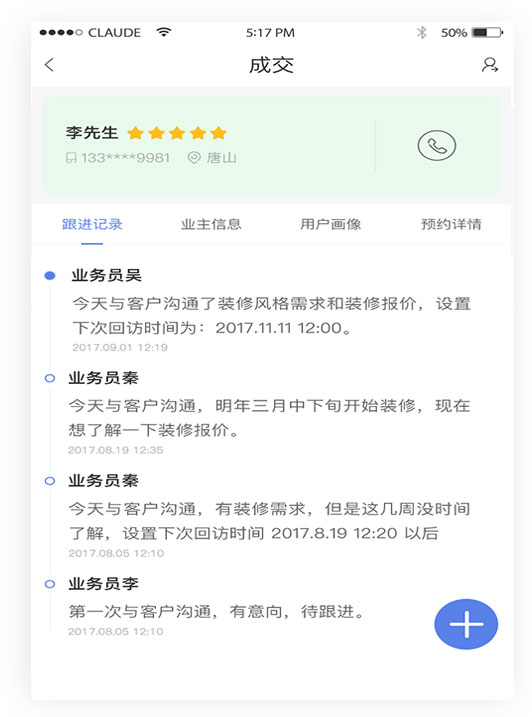 CLAUDE 5:17 PM 50%
成交
李先生
133****9981 唐山
跟进记录 业主信息 用户画像 预约详情
业务员吴
今天与客户沟通了装修风格需求和装修报价，设置
下次回访时间为：2017.11.11 12:00。
2017.09.01 12:19
业务员秦
今天与客户沟通，明年三月中下旬开始装修，现在
想了解一下装修报价。
2017.08.19 12:35
业务员秦
今天与客户沟通，有装修需求，但是这几周没时间
了解，设置下次回访时间 2017.8.19 12:20 以后
2017.08.05 12:10
业务员李
第一次与客户沟通，有意向，待跟进。
2017.08.05 12:10